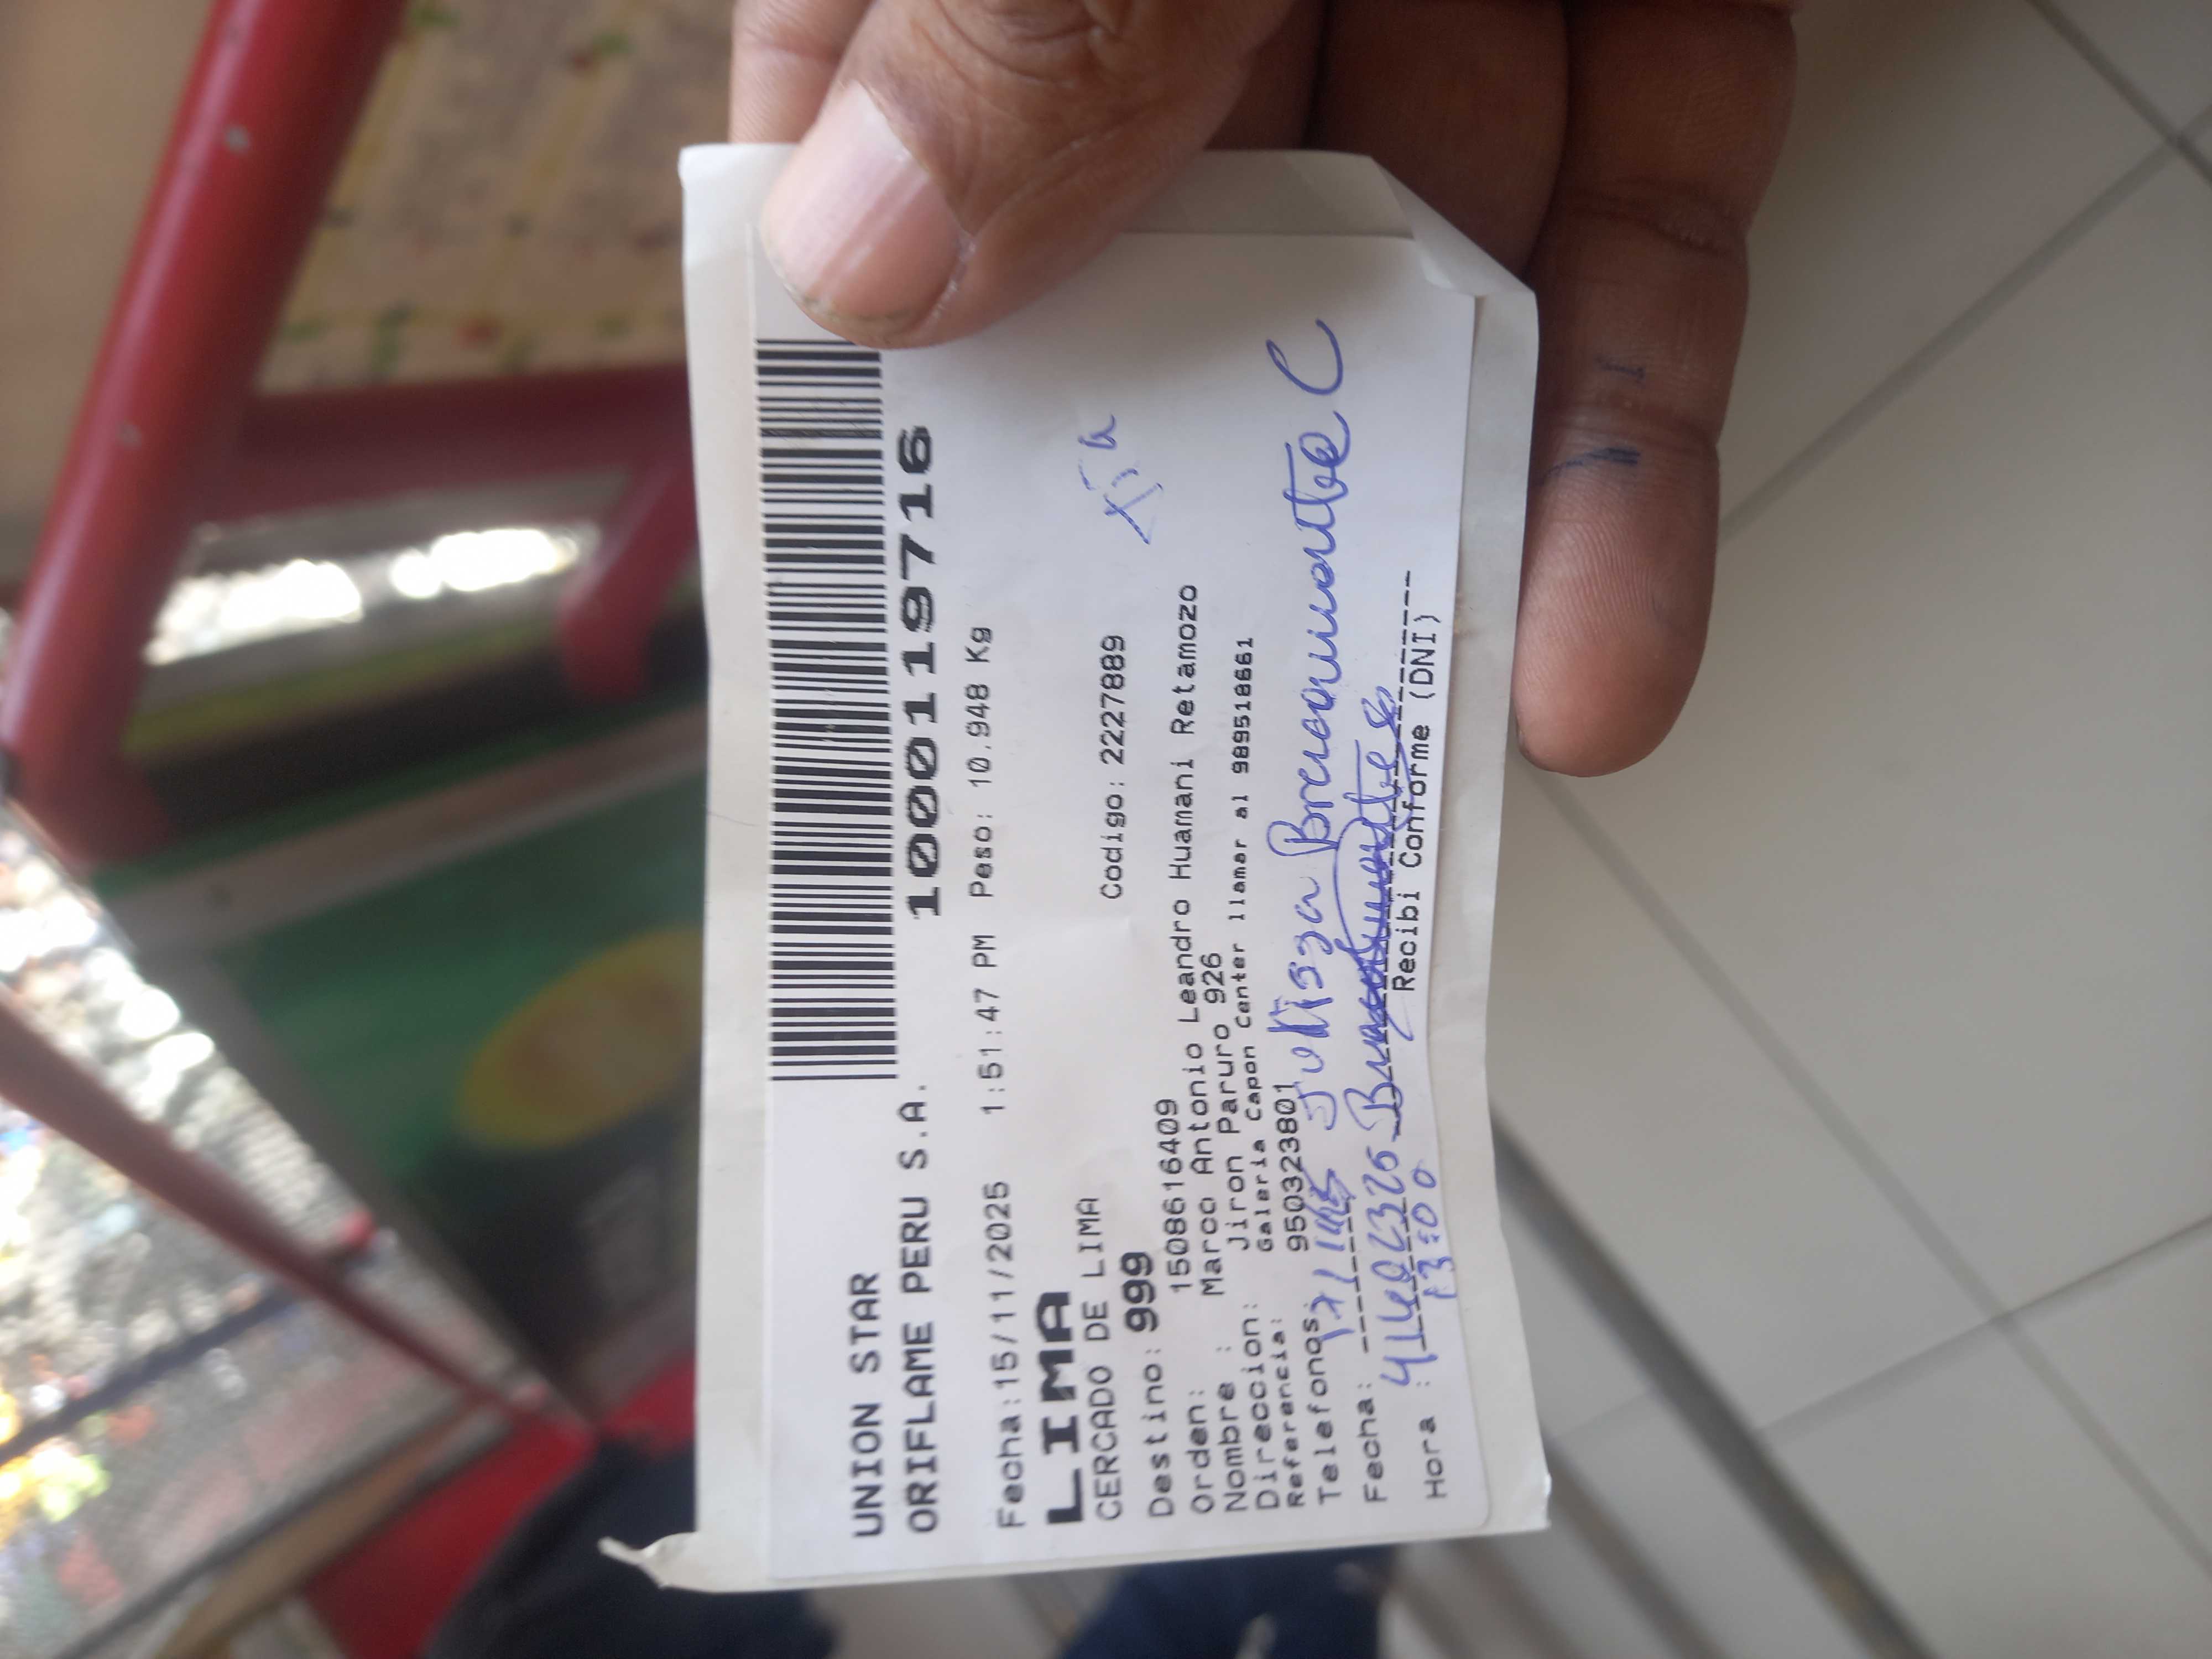 UNION STAR
ORIFLAME PERU S.A.
1000119716
Fecha:15/11/2025 1:51:47 PM Peso: 10.948 Kg
LIMA
CERCADO DE LIMA
Destino: 999 Codigo: 2227889
Orden: 1508616409
Nombre : Marco Antonio Leandro Huamani Retamozo
Direccion: Jiron Paruro 926
Referencia: Galeria Capon Center llamar al 989518661
Telefonos: 950323801
Fecha:
Hora : 13:00
Recibi Conforme (DNI)